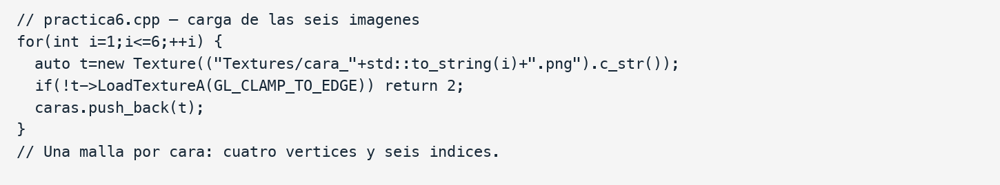 // practica6.cpp — carga de las seis imagenes
for(int i=1;i<=6;++i) {
  auto t=new Texture(("Textures/cara_"+std::to_string(i)+".png").c_str());
  if(!t->LoadTextureA(GL_CLAMP_TO_EDGE)) return 2;
  caras.push_back(t);
}
// Una malla por cara: cuatro vertices y seis indices.